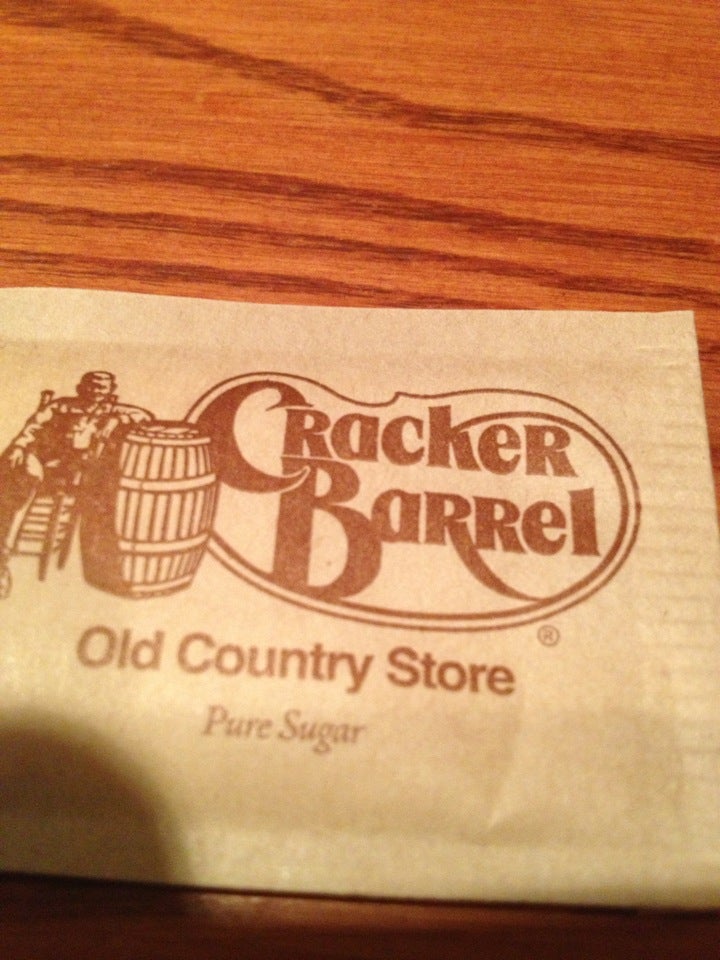 Cracker
Barrel
®
Old Country Store
Pure Sugar